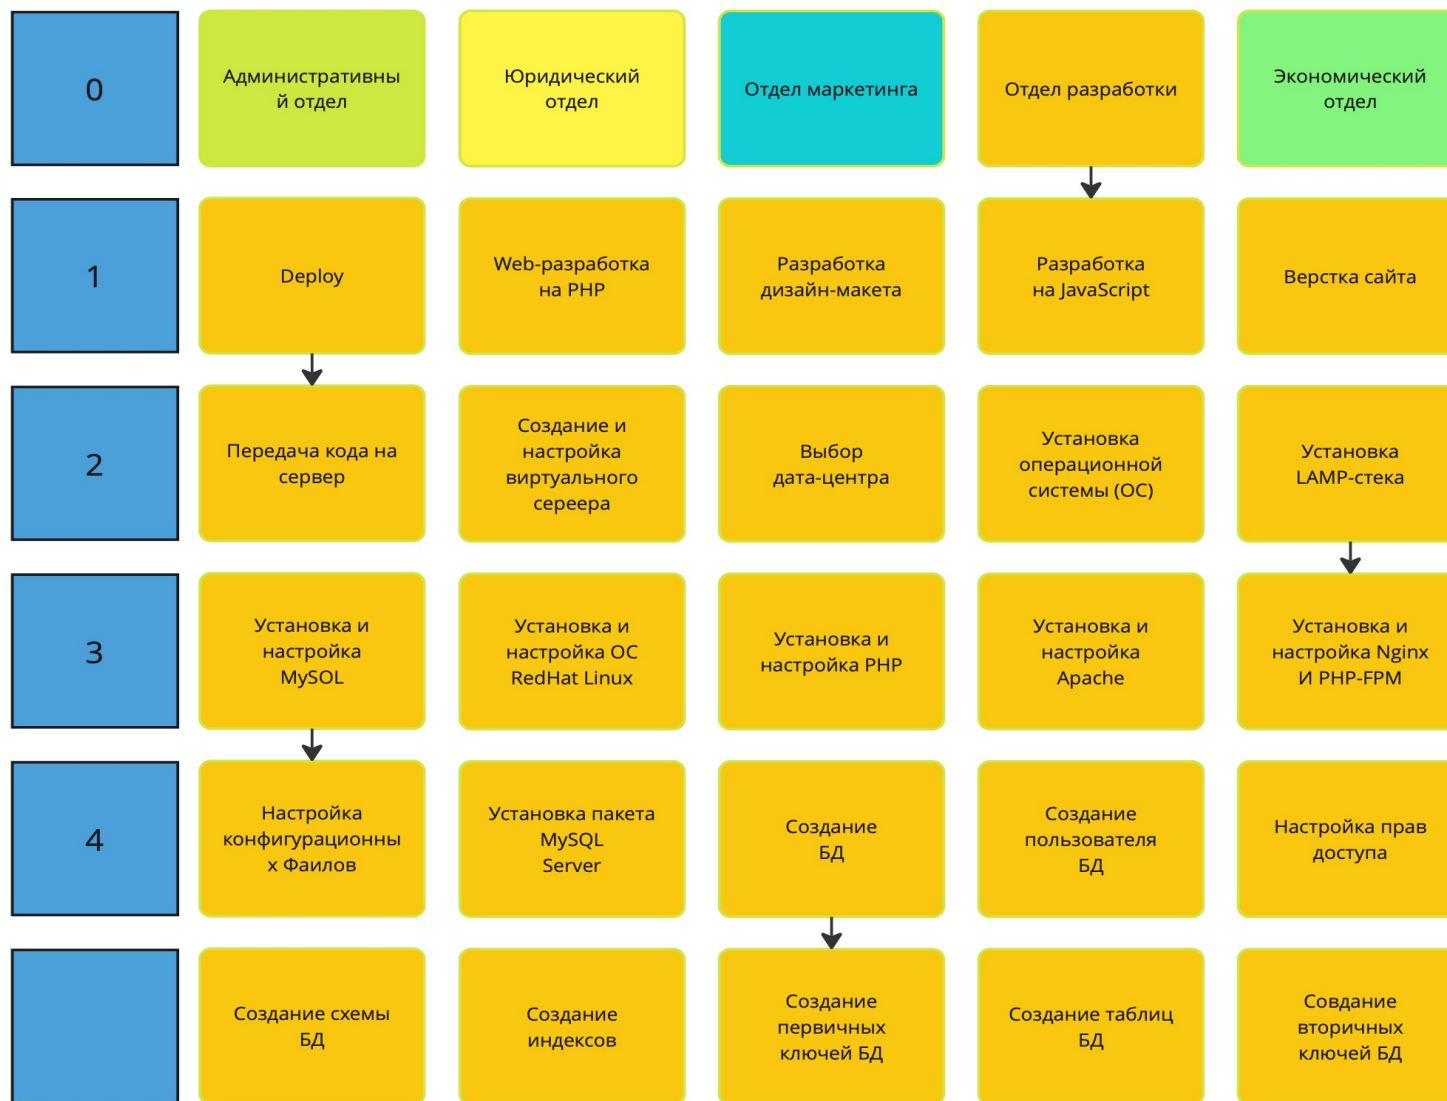 0
Административны
й отдел
Юридический
отдел
Отдел маркетинга
Отдел разработки
Экономический
отдел
1
Deploy
Web-разработка
на PHP
Разработка
дизайн-макета
Разработка
на JavaScript
Верстка сайта
2
Передача кода на
сервер
Создание и
настройка
виртуального
сереера
Выбор
дата-центра
Установка
операционной
системы (ОС)
Установка
LAMP-стека
3
Установка и
настройка
MySOL
Установка и
настройка ОС
RedHat Linux
Установка и
настройка PHP
Установка и
настройка
Apache
Установка и
настройка Nginx
И PHP-FPM
4
Настройка
конфигурационны
х Фаилов
Установка пакета
MySQL
Server
Создание
БД
Создание
пользователя
БД
Настройка прав
доступа
Создание схемы
БД
Создание
индексов
Создание
первичных
ключей БД
Создание таблиц
БД
Совдание
вторичных
ключей БД